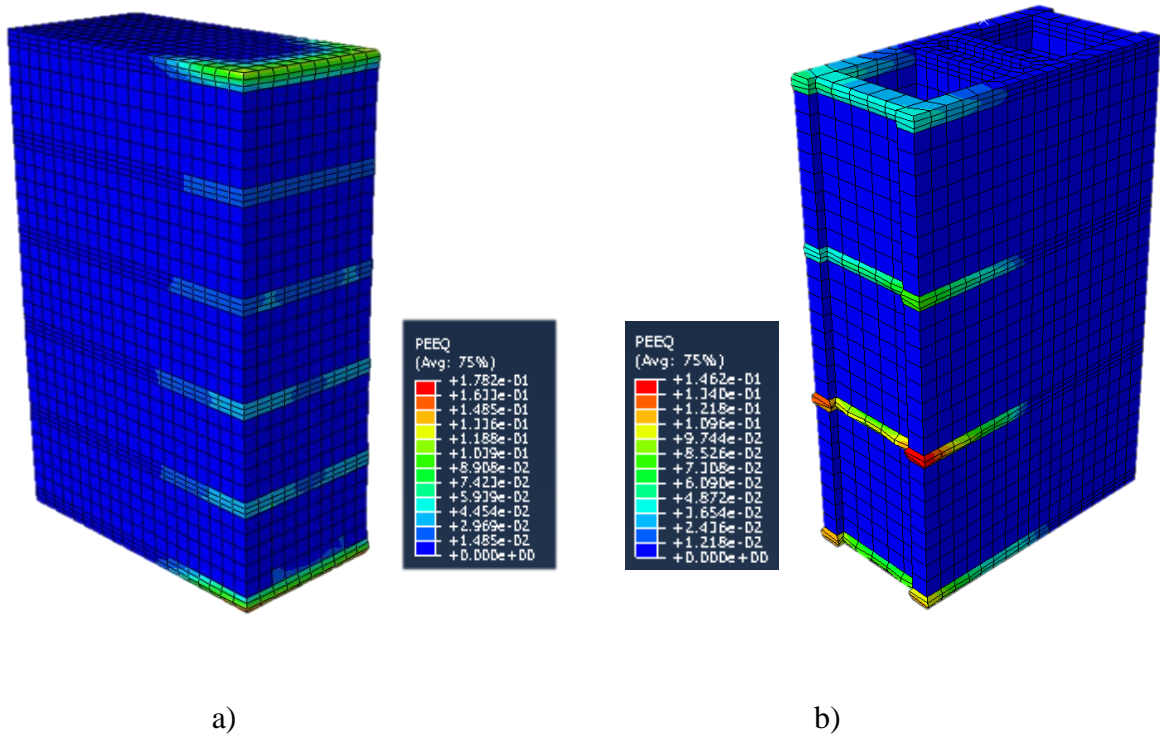 PEEQ
(Avg: 75%)
+1.782e-01
+1.633e-01
+1.485e-01
+1.336e-01
+1.188e-01
+1.039e-01
+8.908e-02
+7.423e-02
+5.939e-02
+4.454e-02
+2.969e-02
+1.485e-02
+0.000e+00
PEEQ
(Avg: 75%)
+1.462e-01
+1.340e-01
+1.218e-01
+1.096e-01
+9.744e-02
+8.526e-02
+7.308e-02
+6.090e-02
+4.872e-02
+3.654e-02
+2.436e-02
+1.218e-02
+0.000e+00
a)
b)